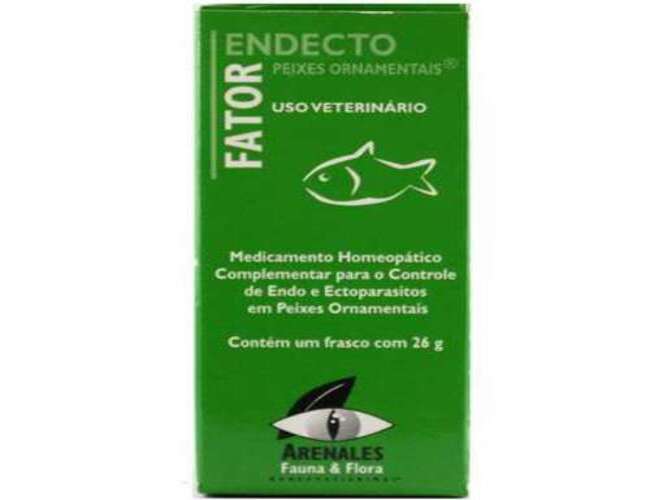 FATOR
ENDECTO
PEIXES ORNAMENTAIS®
USO VETERINÁRIO
Medicamento Homeopático
Complementar para o Controle
de Endo e Ectoparasitos
em Peixes Ornamentais
Contém um frasco com 26 g
ARENALES
Fauna & Flora